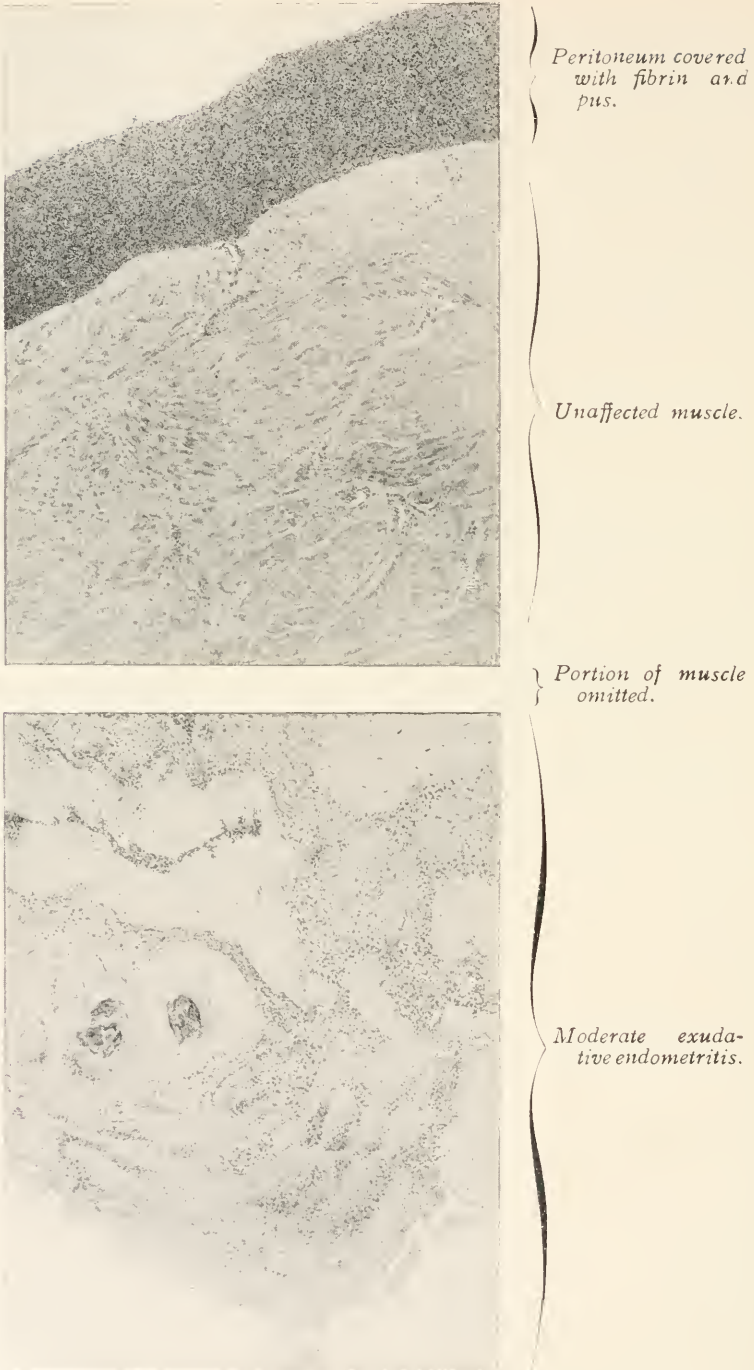 Peritoneum covered
with fibrin and
pus.
Unaffected muscle.
Portion of muscle
omitted.
Moderate exuda-
tive endometritis.